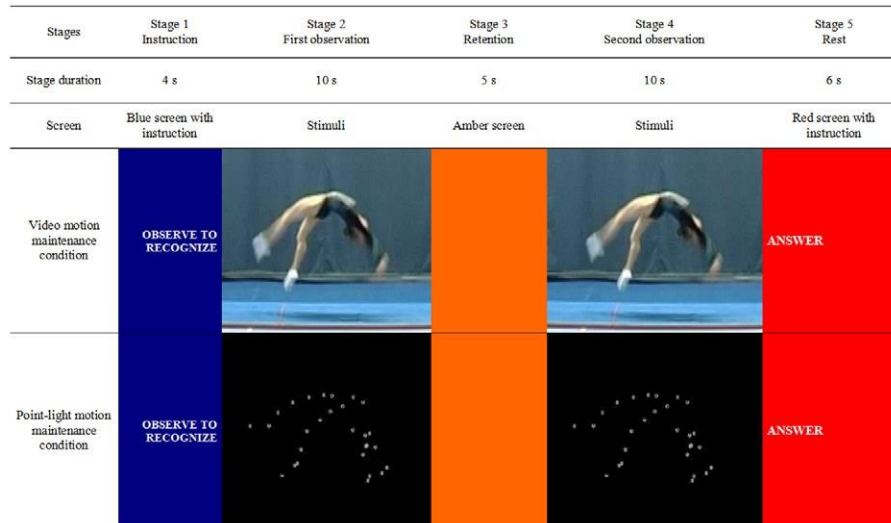 Stages
Stage 1
Instruction
Stage 2
First observation
Stage 3
Retention
Stage 4
Second observation
Stage 5
Rest
Stage duration
4 s
10 s
5 s
10 s
6 s
Screen
Blue screen with
instruction
Stimuli
Amber screen
Stimuli
Red screen with
instruction
Video motion
maintenance
condition
OBSERVE TO
RECOGNIZE
ANSWER
Point-light motion
maintenance
condition
OBSERVE TO
RECOGNIZE
ANSWER